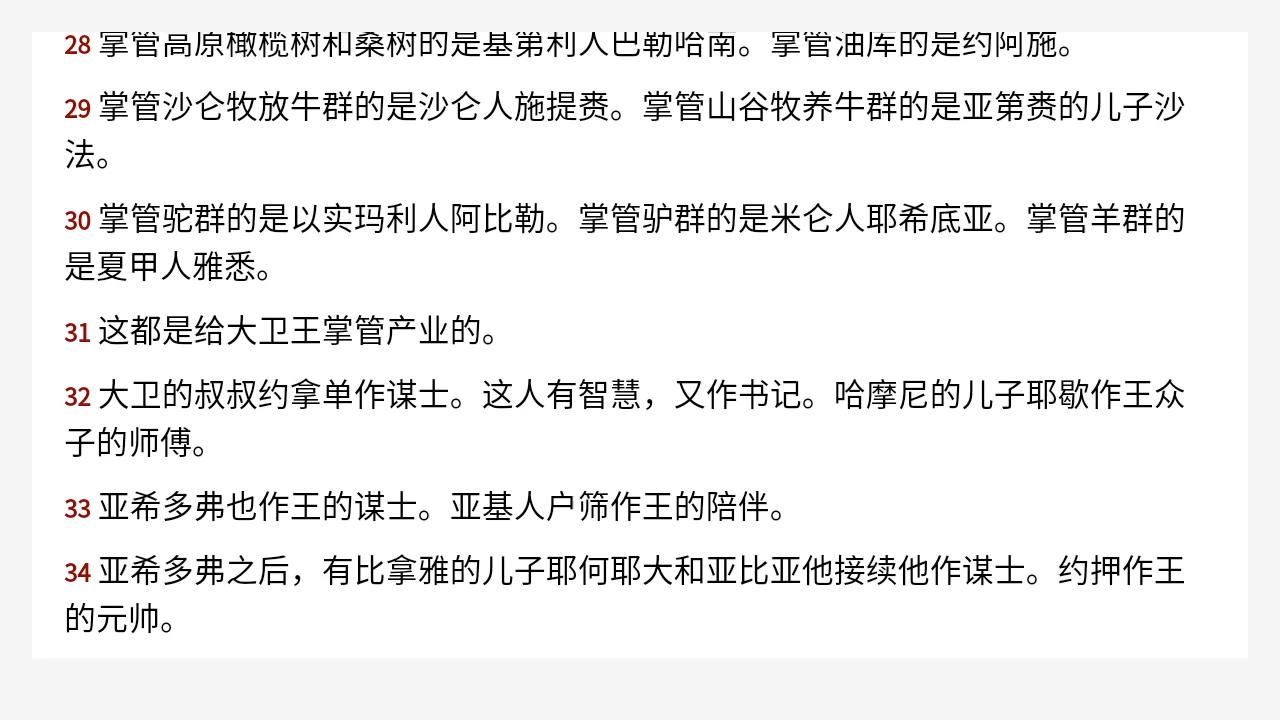 28 掌管高原橄榄树和桑树的是基第利人巴勒哈南。掌管油库的是约阿施。
29 掌管沙仑牧放牛群的是沙仑人施提赉。掌管山谷牧养牛群的是亚第赉的儿子沙
法。
30 掌管驼群的是以实玛利人阿比勒。掌管驴群的是米仑人耶希底亚。掌管羊群的
是夏甲人雅悉。
31 这都是给大卫王掌管产业的。
32 大卫的叔叔约拿单作谋士。这人有智慧，又作书记。哈摩尼的儿子耶歇作王众
子的师傅。
33 亚希多弗也作王的谋士。亚基人户筛作王的陪伴。
34 亚希多弗之后，有比拿雅的儿子耶何耶大和亚比亚他接续他作谋士。约押作王
的元帅。